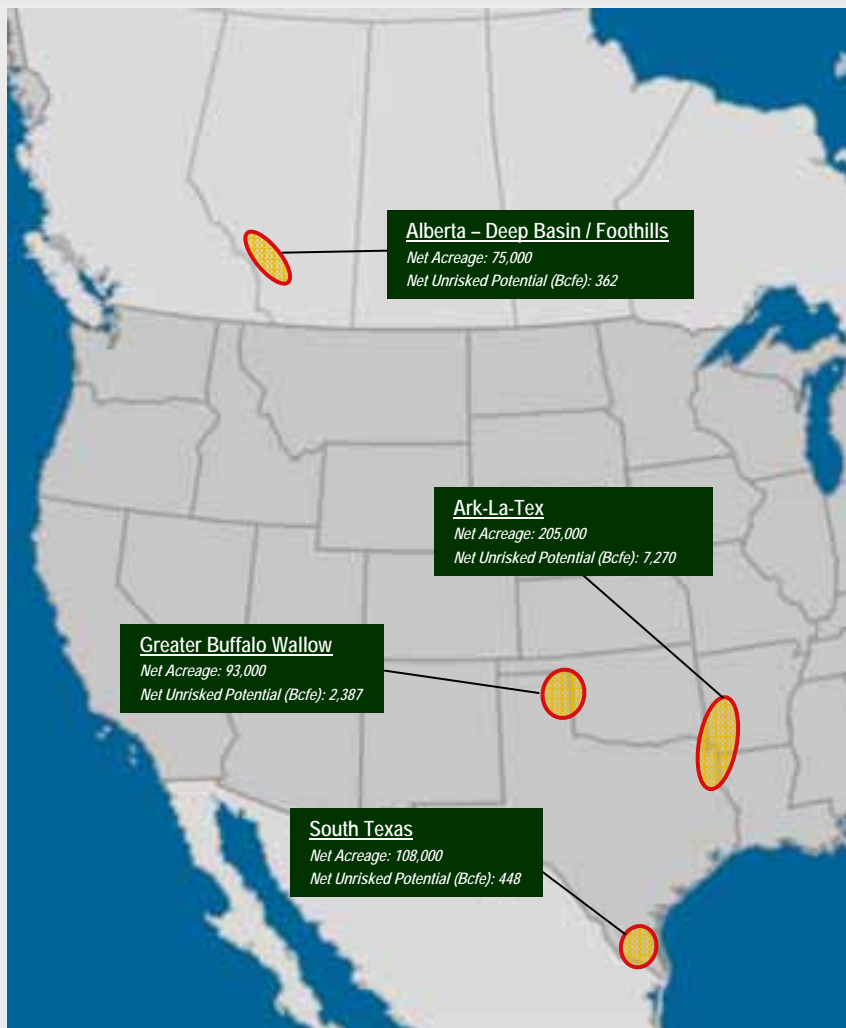 Alberta – Deep Basin / Foothills
Net Acreage: 75,000
Net Unrisked Potential (Bcfe): 362
Ark-La-Tex
Net Acreage: 205,000
Net Unrisked Potential (Bcfe): 7,270
Greater Buffalo Wallow
Net Acreage: 93,000
Net Unrisked Potential (Bcfe): 2,387
South Texas
Net Acreage: 108,000
Net Unrisked Potential (Bcfe): 448